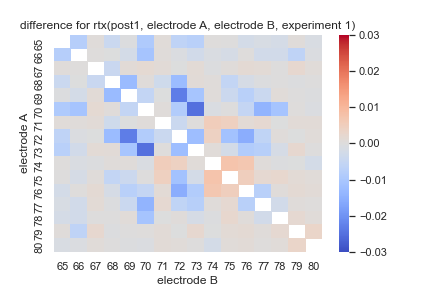 difference for rtx(post1, electrode A, electrode B, experiment 1)
electrode A
65 66 67 68 69 70 71 72 73 74 75 76 77 78 79 80
0.03
0.02
0.01
0.00
−0.01
−0.02
−0.03
65 66 67 68 69 70 71 72 73 74 75 76 77 78 79 80
electrode B